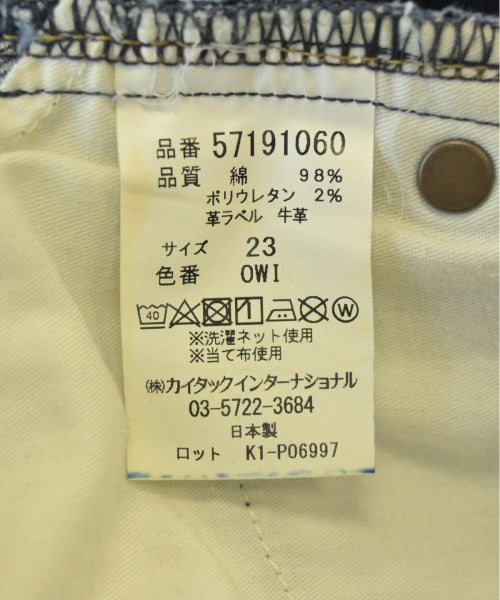 品番 57191060
品質 綿 98%
ポリウレタン 2%
革ラベル 牛革
サイズ 23
色番 OWI
40 W
※洗濯ネット使用
※当て布使用
㈱カイタックインターナショナル
03-5722-3684
日本製
ロット K1-P06997